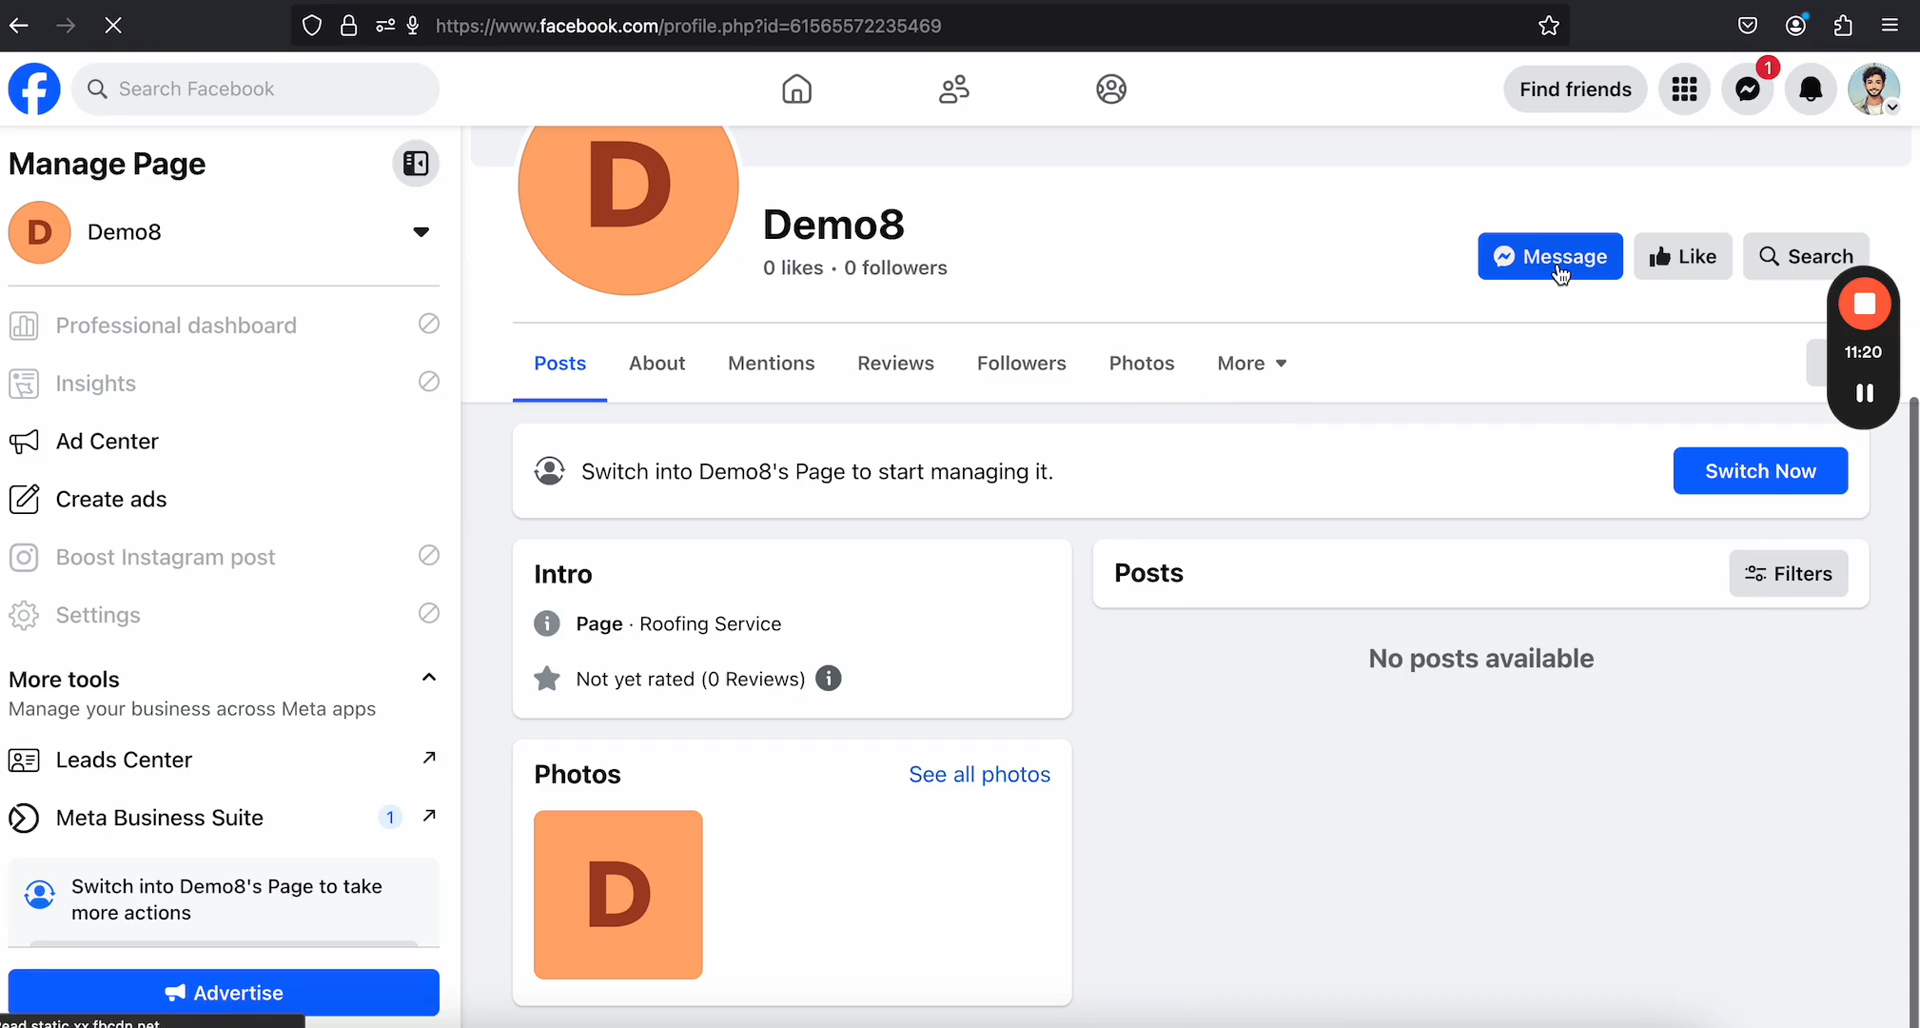 https://www.facebook.com/profile.php?id=61565572235469
Search Facebook
Find friends
1
Manage Page
D
Demo8
Professional dashboard
Insights
Ad Center
Create ads
Boost Instagram post
Settings
More tools
Manage your business across Meta apps
Leads Center
Meta Business Suite
1
Switch into Demo8's Page to take
more actions
Advertise
static.xx.fbcdn.net
D
Demo8
0 likes · 0 followers
Message
Like
Search
11:20
Posts
About
Mentions
Reviews
Followers
Photos
More
Switch into Demo8's Page to start managing it.
Switch Now
Intro
Page · Roofing Service
Not yet rated (0 Reviews)
Photos
See all photos
D
Posts
Filters
No posts available